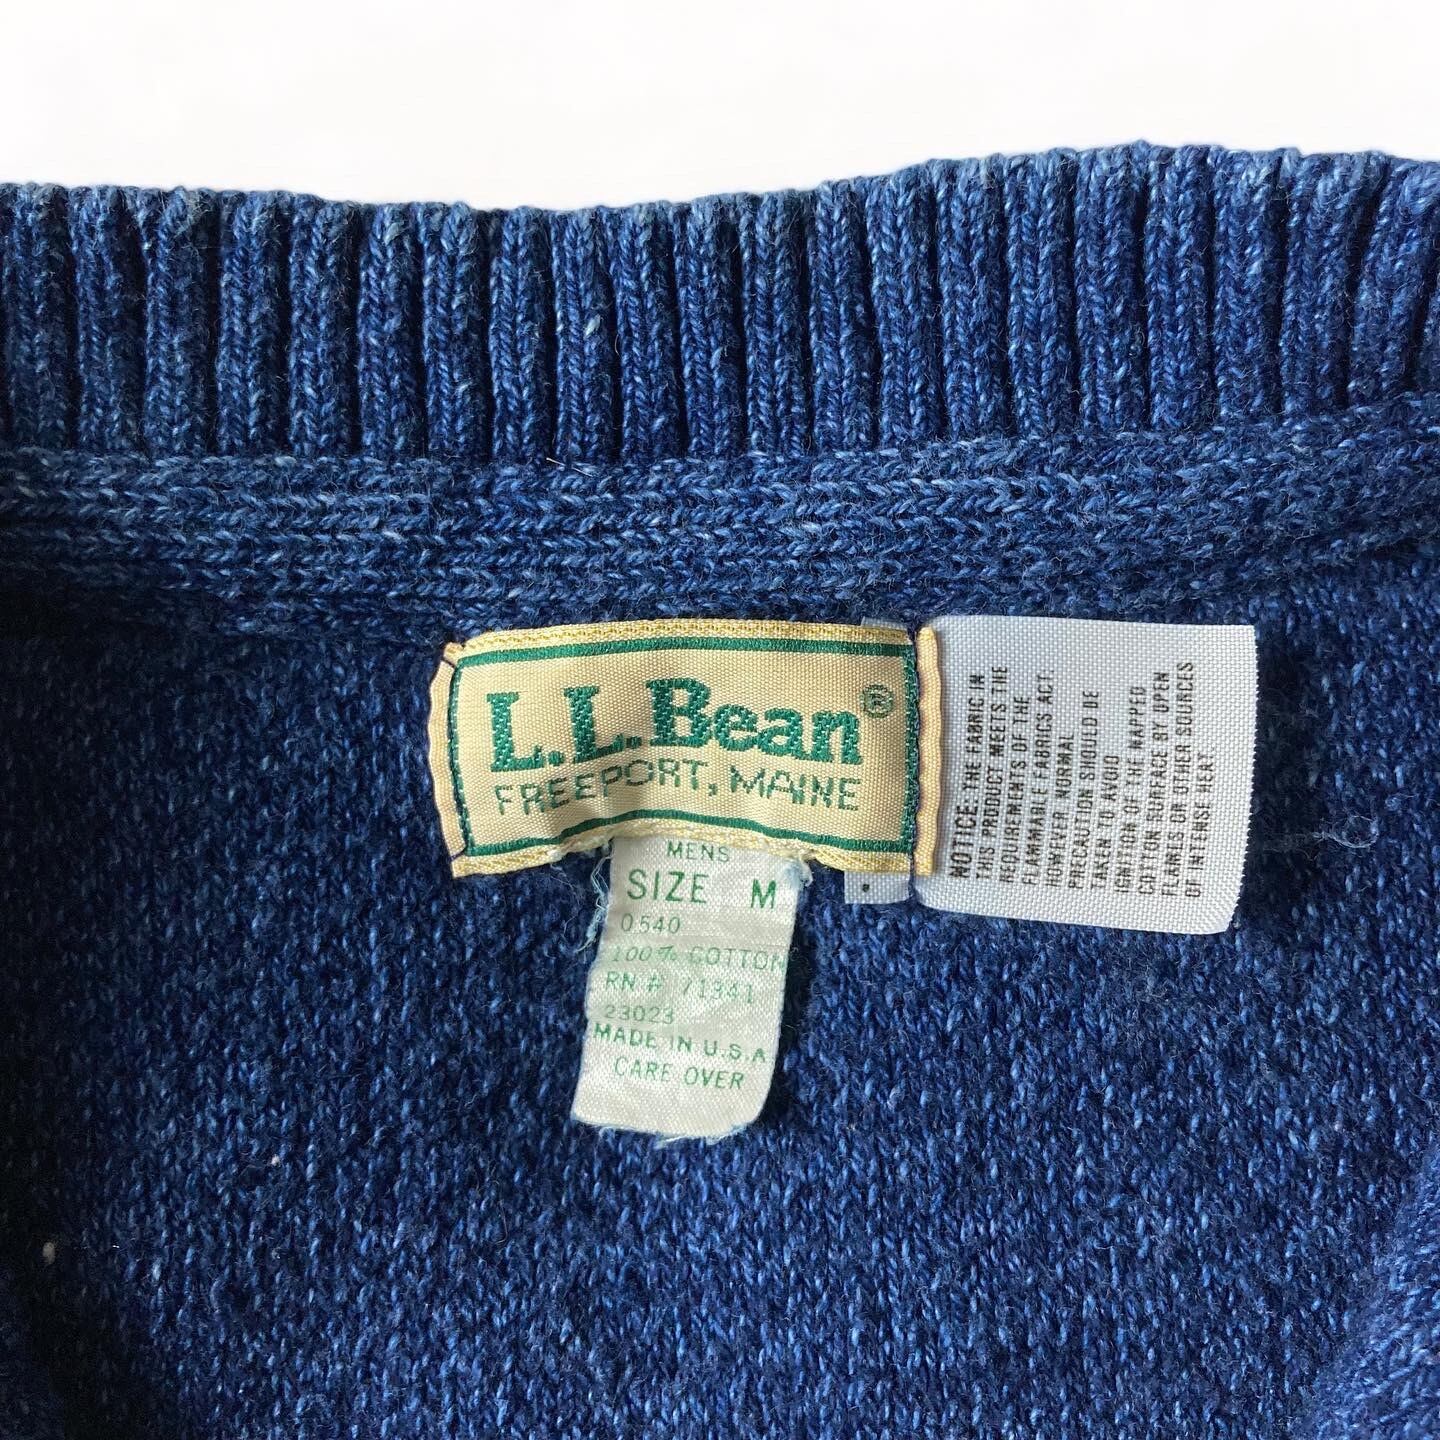 L.L.Bean®
FREEPORT, MAINE
MENS
SIZE M
0540
100% COTTON
RN # 71341
23023
MADE IN U.S.A
CARE OVER
NOTICE. THE FABRIC IN
THIS PRODUCT MEETS THE
REQUIREMENTS OF THE
FLAMMABLE FABRICS ACT.
HOWEVER, NORMAL
PRECAUTION SHOULD BE
TAKEN TO AVOID
IGNITION OF THE NAPPED
COTTON SURFACE BY OPEN
FLAMES OR OTHER SOURCES
OF INTENSE HEAT.